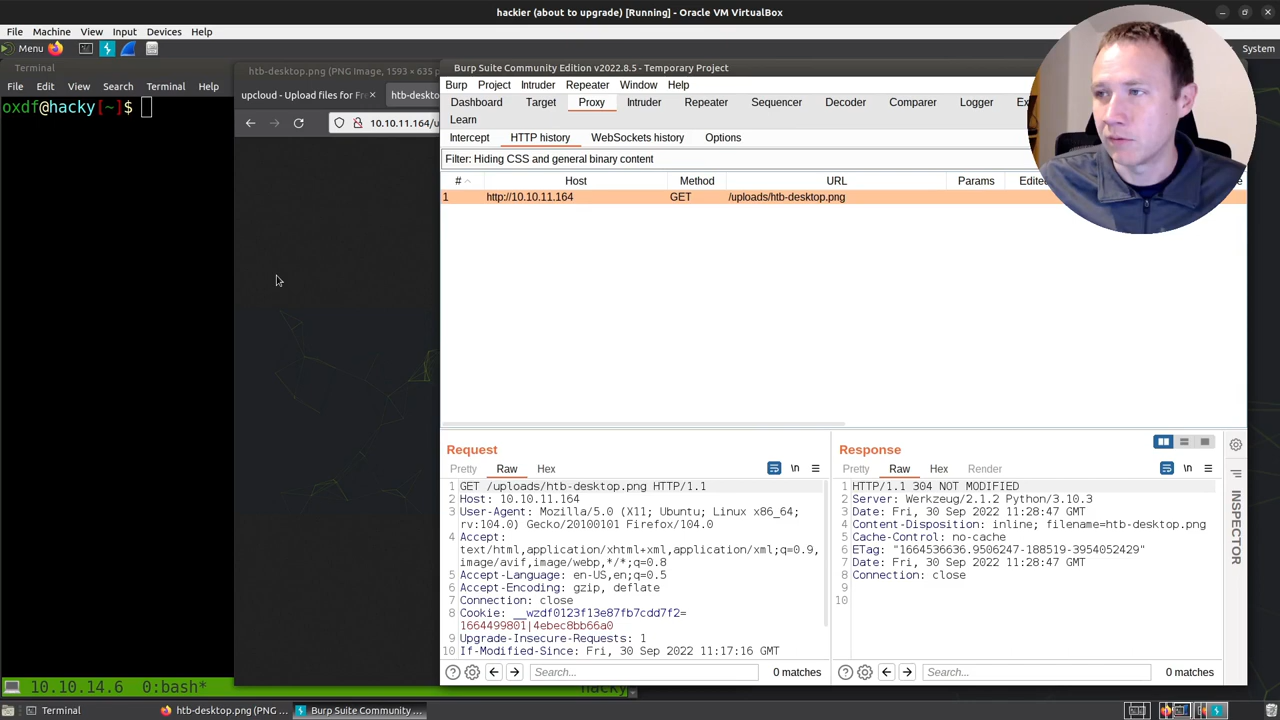 hackier (about to upgrade) [Running] - Oracle VM VirtualBox
File Machine View Input Devices Help
Menu
System
Terminal
File Edit View Search Terminal Help
oxdf@hacky[~]$
htb-desktop.png (PNG Image, 1593 × 635 p
upcloud - Upload files for Fr × htb-deskto
10.10.11.164/u
Burp Suite Community Edition v2022.8.5 - Temporary Project
Burp Project Intruder Repeater Window Help
Dashboard Target Proxy Intruder Repeater Sequencer Decoder Comparer Logger
Learn
Intercept HTTP history WebSockets history Options
Filter: Hiding CSS and general binary content
# Host Method URL Params Edited
1 http://10.10.11.164 GET /uploads/htb-desktop.png
Request
Pretty Raw Hex
\n
1 GET /uploads/htb-desktop.png HTTP/1.1
2 Host: 10.10.11.164
3 User-Agent: Mozilla/5.0 (X11; Ubuntu; Linux x86_64;
rv:104.0) Gecko/20100101 Firefox/104.0
4 Accept:
text/html,application/xhtml+xml,application/xml;q=0.9,
image/avif,image/webp,*/*;q=0.8
5 Accept-Language: en-US,en;q=0.5
6 Accept-Encoding: gzip, deflate
7 Connection: close
8 Cookie: __wzdf0123f13e87fb7cdd7f2=
1664499801|4ebec8bb66a0
9 Upgrade-Insecure-Requests: 1
10 If-Modified-Since: Fri, 30 Sep 2022 11:17:16 GMT
Search... 0 matches
Response
Pretty Raw Hex Render
\n
1 HTTP/1.1 304 NOT MODIFIED
2 Server: Werkzeug/2.1.2 Python/3.10.3
3 Date: Fri, 30 Sep 2022 11:28:47 GMT
4 Content-Disposition: inline; filename=htb-desktop.png
5 Cache-Control: no-cache
6 ETag: "1664536636.9506247-188519-3954052429"
7 Date: Fri, 30 Sep 2022 11:28:47 GMT
8 Connection: close
9
10
Search... 0 matches
INSPECTOR
10.10.14.6 0:bash* hacky
Terminal htb-desktop.png (PNG ... Burp Suite Community...